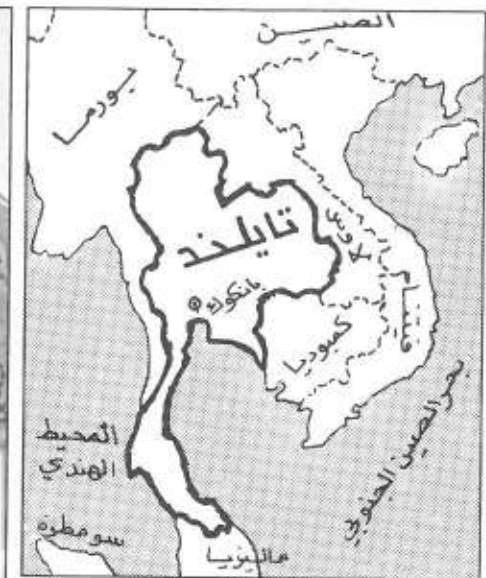 الصين
بورما
لاوس
تايلند
بانكوك
فيتنام
كمبوديا
بحر الصين الجنوبي
المحيط
الهندي
سومطرة
ماليزيا